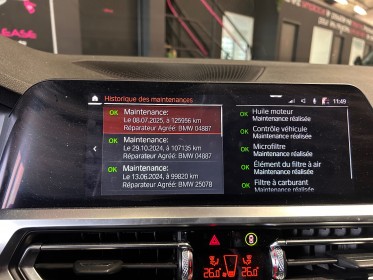 EASE
Historique des maintenances
11:49
OK Maintenance:
Le 08.07.2025, à 125956 km
Réparateur Agréé: BMW 04887
OK Maintenance:
Le 29.10.2024, à 107135 km
Réparateur Agréé: BMW 04887
OK Maintenance:
Le 13.06.2024, à 99820 km
Réparateur Agréé: BMW 25078
OK Huile moteur
Maintenance réalisée
OK Contrôle véhicule
Maintenance réalisée
OK Microfiltre
Maintenance réalisée
OK Élément du filtre à air
Maintenance réalisée
OK Filtre à carburant
Maintenance réalisée
26.0 26.0